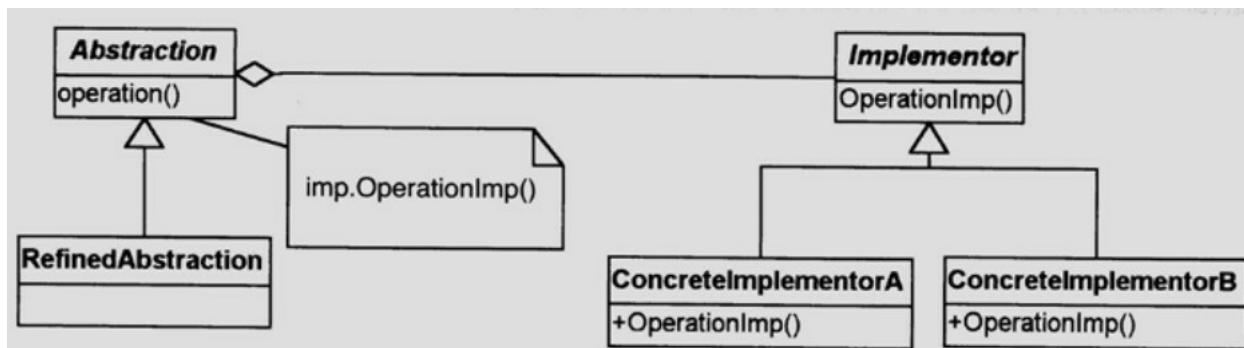 Abstraction
operation()
imp.OperationImp()
RefinedAbstraction
Implementor
OperationImp()
ConcreteImplementorA
+OperationImp()
ConcreteImplementorB
+OperationImp()